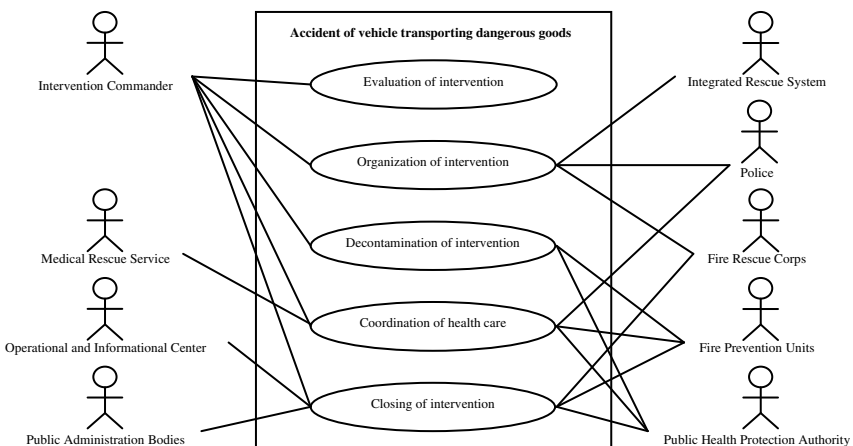 Accident of vehicle transporting dangerous goods
Intervention Commander
Evaluation of intervention
Integrated Rescue System
Organization of intervention
Police
Medical Rescue Service
Decontamination of intervention
Fire Rescue Corps
Operational and Informational Center
Coordination of health care
Fire Prevention Units
Public Administration Bodies
Closing of intervention
Public Health Protection Authority